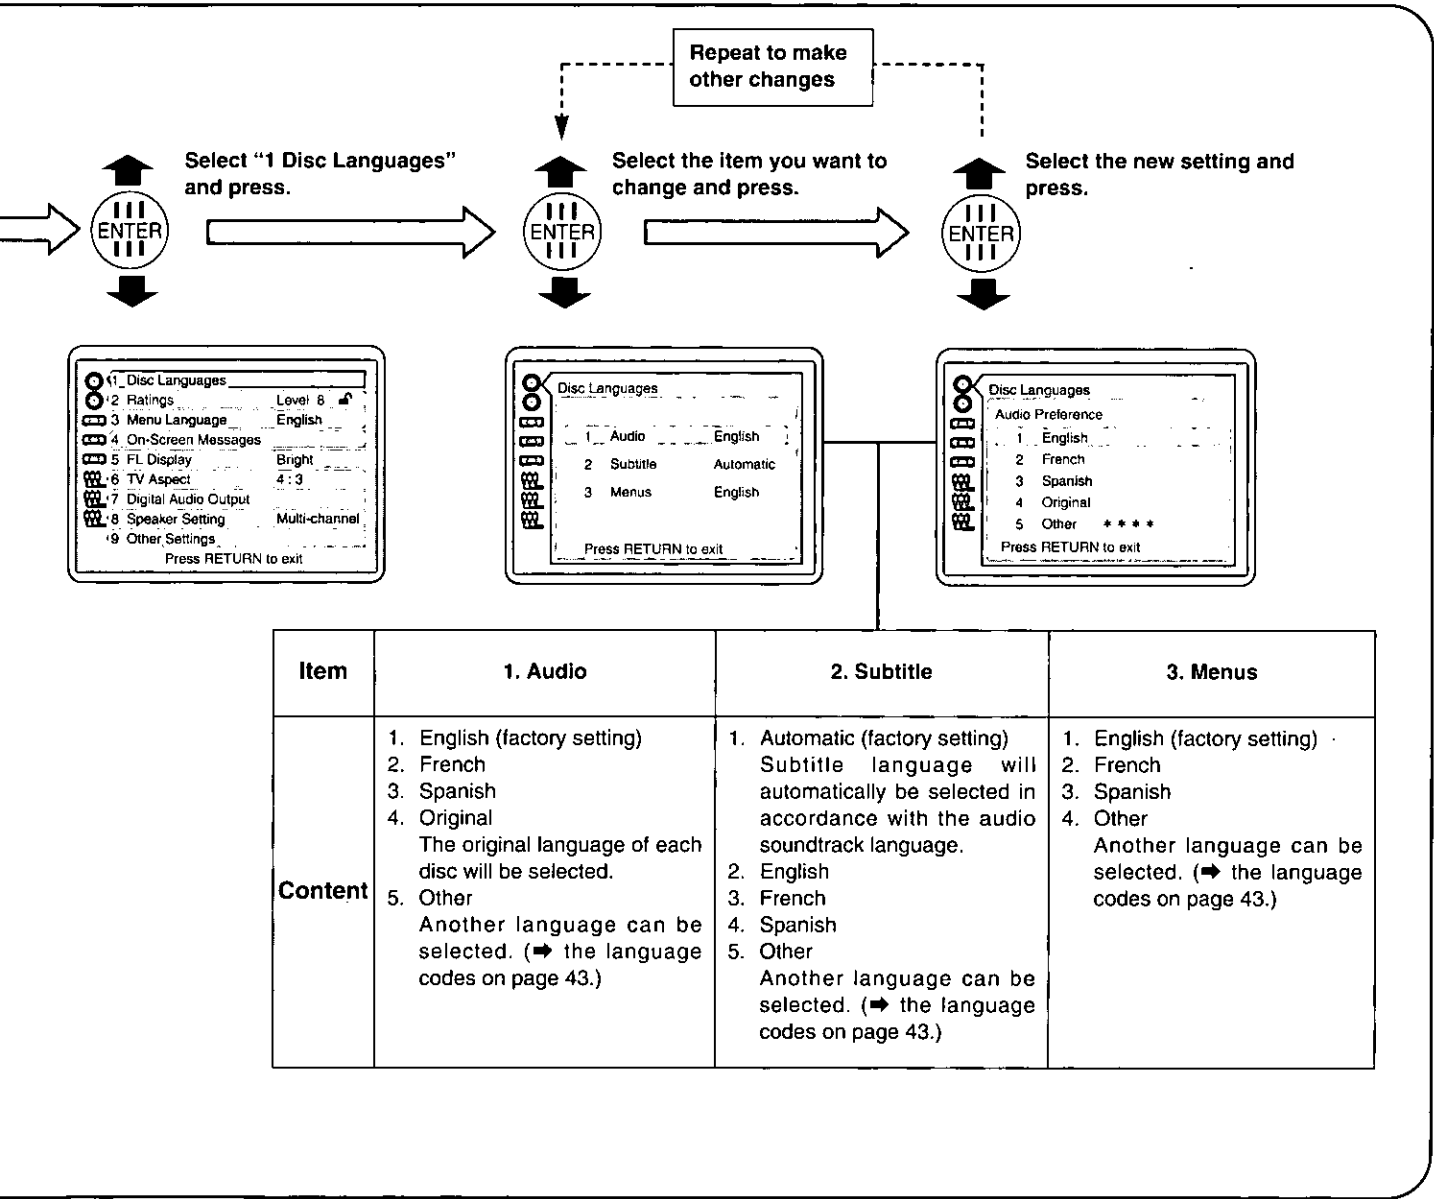 Repeat to make
other changes
Select “1 Disc Languages”
and press.
Select the item you want to
change and press.
Select the new setting and
press.
ENTER
ENTER
ENTER
1 Disc Languages
2 Ratings Level 8
3 Menu Language English
4 On-Screen Messages
5 FL Display Bright
6 TV Aspect 4 : 3
7 Digital Audio Output
8 Speaker Setting Multi-channel
9 Other Settings
Press RETURN to exit
Disc Languages
1 Audio English
2 Subtitle Automatic
3 Menus English
Press RETURN to exit
Disc Languages
Audio Preference
1 English
2 French
3 Spanish
4 Original
5 Other ＊＊＊＊
Press RETURN to exit
Item
1. Audio
2. Subtitle
3. Menus
Content
1. English (factory setting)
2. French
3. Spanish
4. Original
The original language of each
disc will be selected.
5. Other
Another language can be
selected. (➡ the language
codes on page 43.)
1. Automatic (factory setting)
Subtitle language will
automatically be selected in
accordance with the audio
soundtrack language.
2. English
3. French
4. Spanish
5. Other
Another language can be
selected. (➡ the language
codes on page 43.)
1. English (factory setting)
2. French
3. Spanish
4. Other
Another language can be
selected. (➡ the language
codes on page 43.)